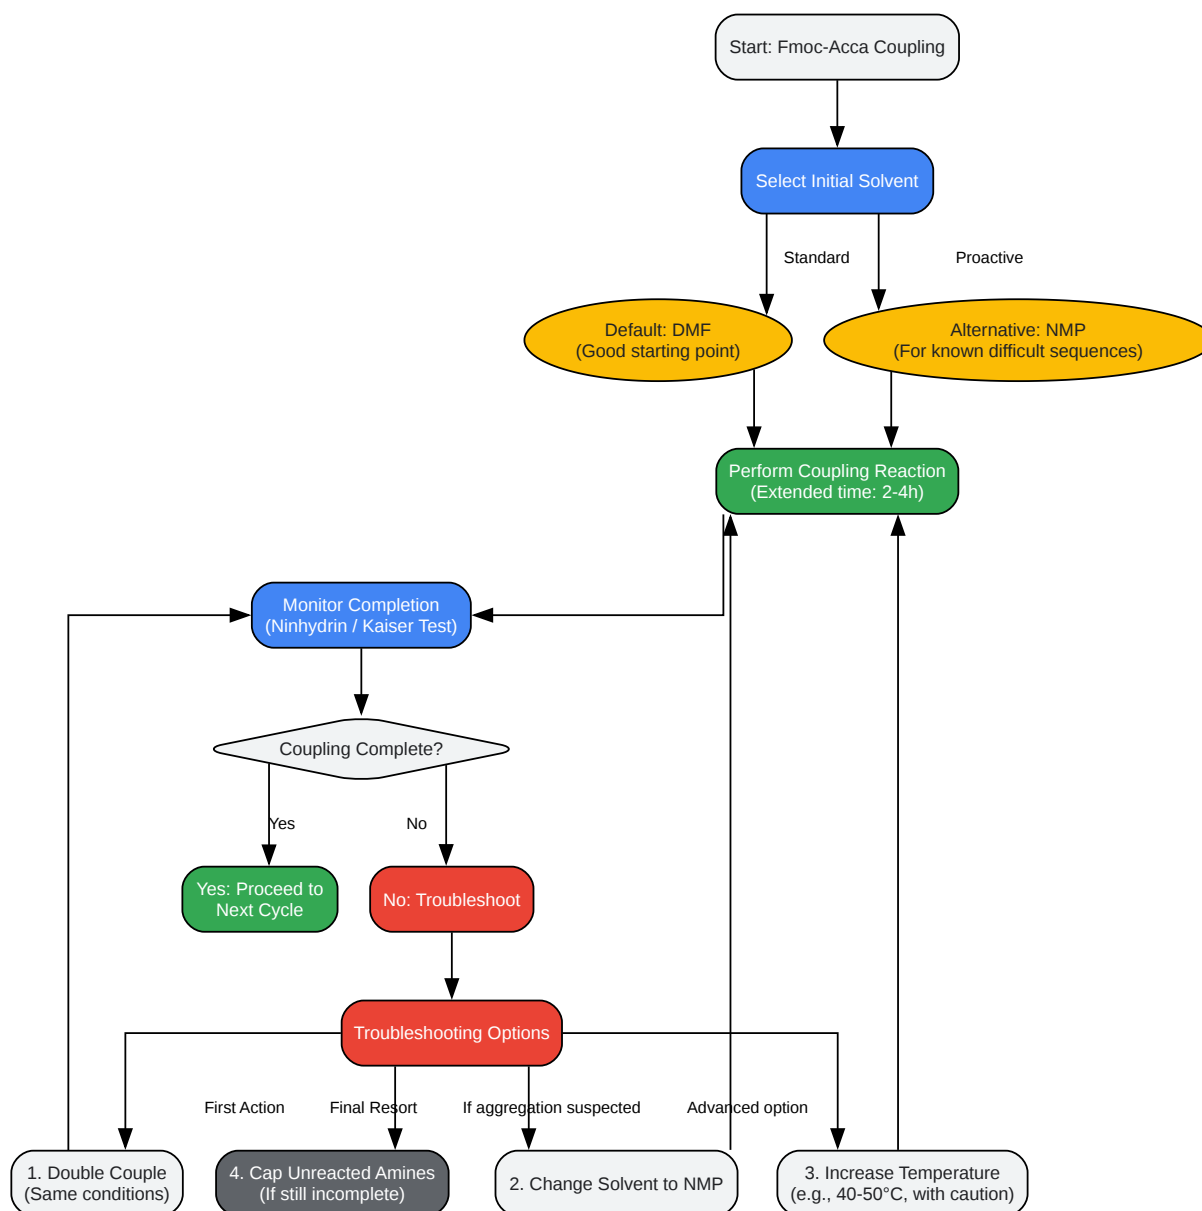 Start: Fmoc-Acca Coupling
Select Initial Solvent
Standard
Proactive
Default: DMF
(Good starting point)
Alternative: NMP
(For known difficult sequences)
Perform Coupling Reaction
(Extended time: 2-4h)
Monitor Completion
(Ninhydrin / Kaiser Test)
Coupling Complete?
Yes
No
Yes: Proceed to
Next Cycle
No: Troubleshoot
Troubleshooting Options
First Action
Final Resort
If aggregation suspected
Advanced option
1. Double Couple
(Same conditions)
4. Cap Unreacted Amines
(If still incomplete)
2. Change Solvent to NMP
3. Increase Temperature
(e.g., 40-50°C, with caution)